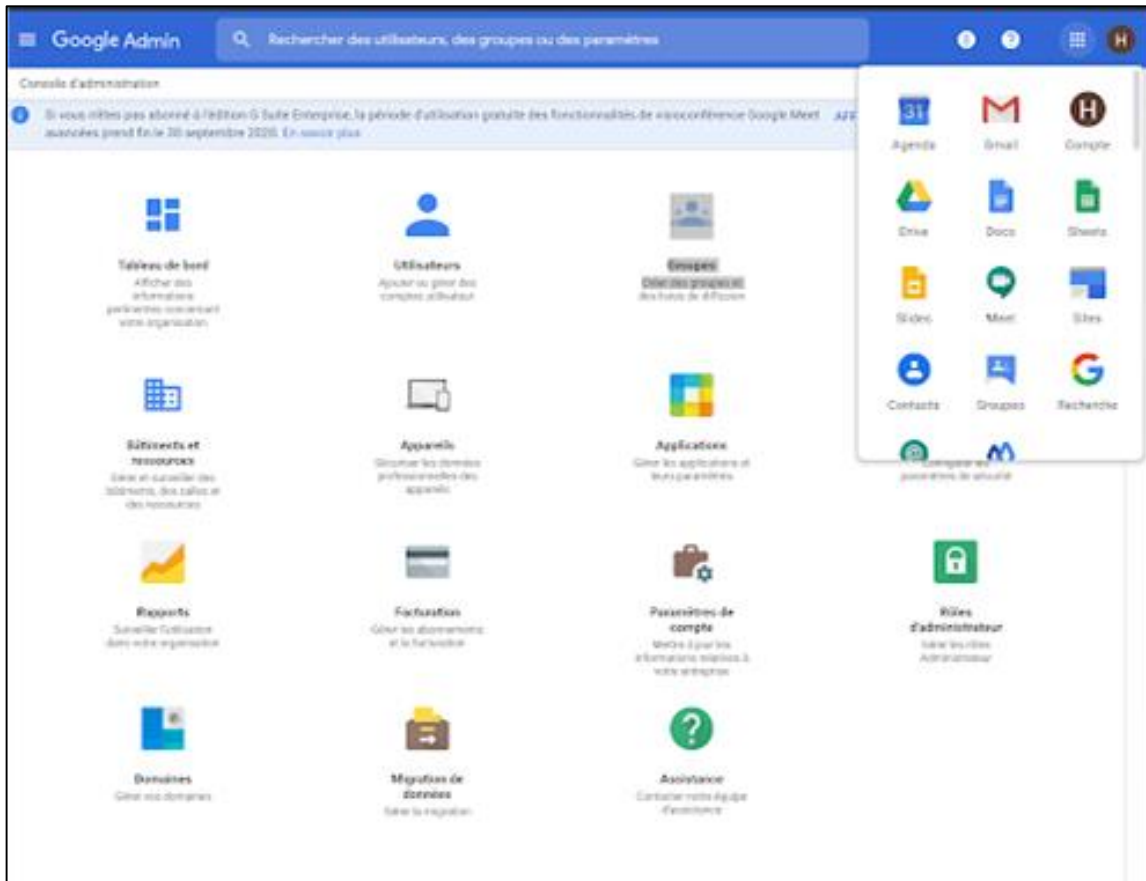 Google Admin
Rechercher des utilisateurs, des groupes ou des paramètres
H
Console d'administration
Si vous n'êtes pas abonné à l'édition G Suite Enterprise, la période d'utilisation gratuite des fonctionnalités de visioconférence Google Meet
avancées prend fin le 30 septembre 2020. En savoir plus
31
H
Agenda
Gmail
Compte
Drive
Docs
Sheets
Slides
Meet
Sites
Contacts
Groupes
Recherche
Tableau de bord
Afficher des
informations
pertinentes concernant
votre organisation
Utilisateurs
Ajouter ou gérer des
comptes utilisateur
Groupes
Créer des groupes et
des listes de diffusion
Bâtiments et
ressources
Gérer et surveiller des
bâtiments, des salles et
des ressources
Appareils
Sécuriser les données
professionnelles des
appareils
Applications
Gérer les applications et
leurs paramètres
Configurer les
paramètres de sécurité
Rapports
Surveiller l'utilisation
dans votre organisation
Facturation
Gérer les abonnements
et la facturation
Paramètres de
compte
Mettre à jour les
informations relatives à
votre entreprise
Rôles
d'administrateur
Gérer les rôles
Administrateur
Domaines
Gérer vos domaines
Migration de
données
Gérer la migration
Assistance
Contacter notre équipe
d'assistance